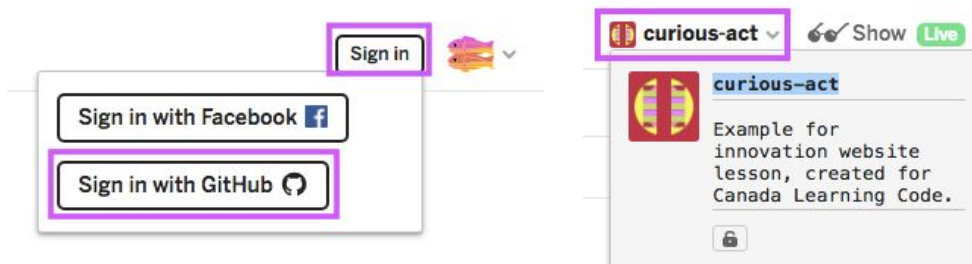 Sign in
Sign in with Facebook
Sign in with GitHub
curious-act
Show Live
curious-act
Example for
innovation website
lesson, created for
Canada Learning Code.